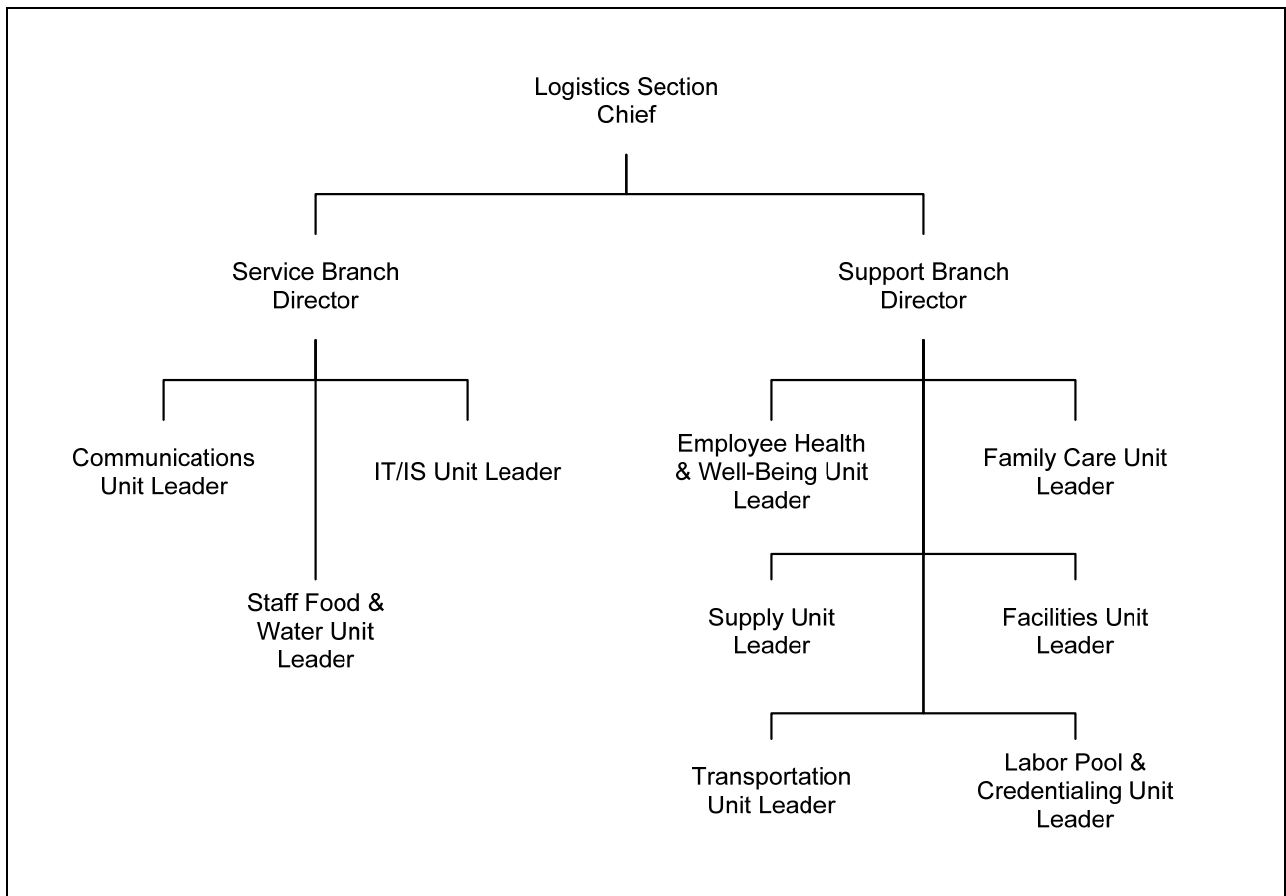 Logistics Section
Chief
Service Branch
Director
Support Branch
Director
Communications
Unit Leader
IT/IS Unit Leader
Employee Health
& Well-Being Unit
Leader
Family Care Unit
Leader
Staff Food &
Water Unit
Leader
Supply Unit
Leader
Facilities Unit
Leader
Transportation
Unit Leader
Labor Pool &
Credentialing Unit
Leader